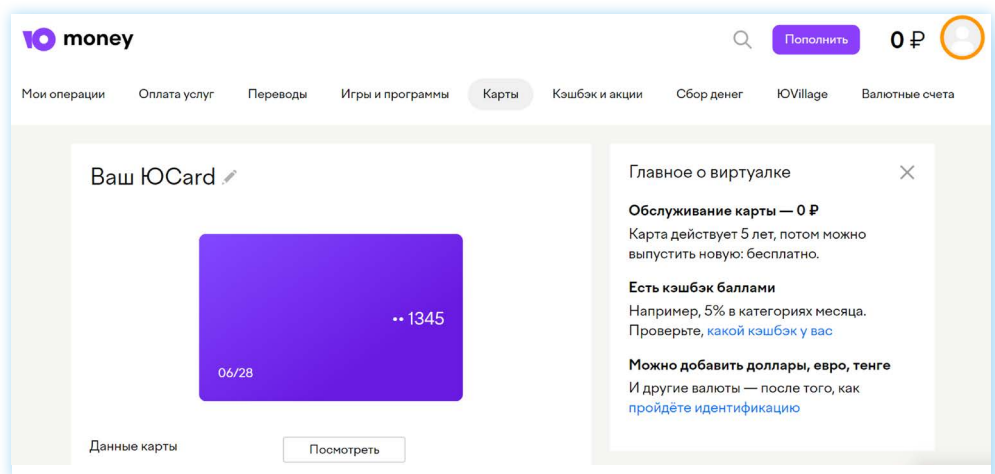 Ю money
Пополнить
0 ₽
Мои операции Оплата услуг Переводы Игры и программы Карты Кэшбэк и акции Сбор денег ЮVillage Валютные счета
Ваш ЮCard
•• 1345
06/28
Данные карты
Посмотреть
Главное о виртуалке
Обслуживание карты — 0 ₽
Карта действует 5 лет, потом можно
выпустить новую: бесплатно.
Есть кэшбэк баллами
Например, 5% в категориях месяца.
Проверьте, какой кэшбэк у вас
Можно добавить доллары, евро, тенге
И другие валюты — после того, как
пройдёте идентификацию